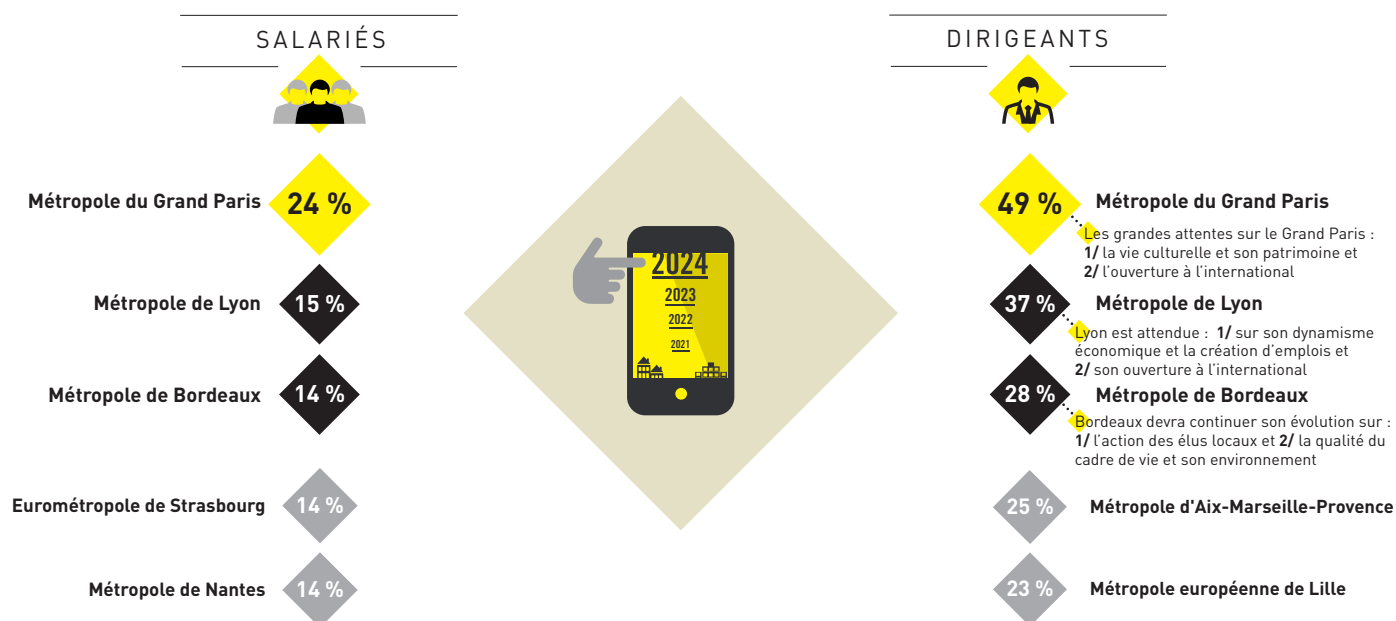 SALARIÉS
Métropole du Grand Paris
24 %
Métropole de Lyon
15 %
Métropole de Bordeaux
14 %
Eurométropole de Strasbourg
14 %
Métropole de Nantes
14 %
2024
2023
2022
2021
DIRIGEANTS
49 %
Métropole du Grand Paris
Les grandes attentes sur le Grand Paris :
1/ la vie culturelle et son patrimoine et
2/ l'ouverture à l'international
37 %
Métropole de Lyon
Lyon est attendue : 1/ sur son dynamisme
économique et la création d'emplois et
2/ son ouverture à l'international
28 %
Métropole de Bordeaux
Bordeaux devra continuer son évolution sur :
1/ l'action des élus locaux et 2/ la qualité du
cadre de vie et son environnement
25 %
Métropole d'Aix-Marseille-Provence
23 %
Métropole européenne de Lille